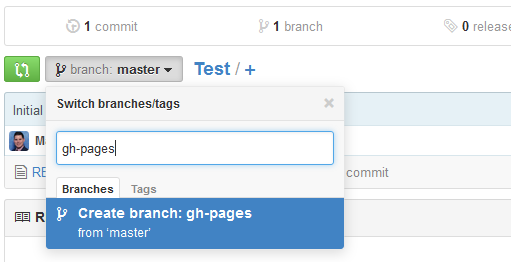 1 commit
1 branch
0 release
branch: master
Test / +
Switch branches/tags
Initial
gh-pages
M
RE
commit
Branches
Tags
Create branch: gh-pages
from 'master'
R